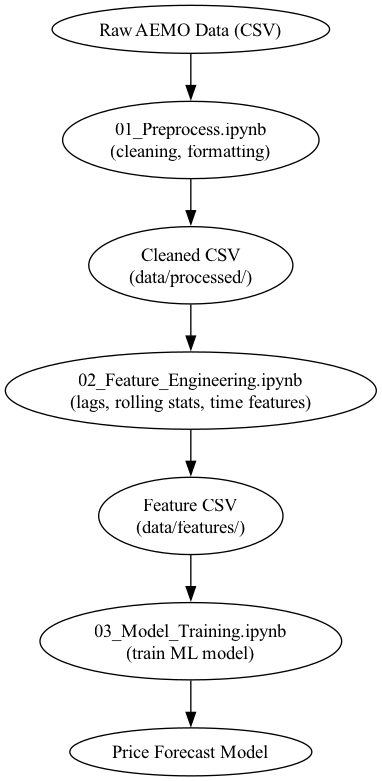 Raw AEMO Data (CSV)
01_Preprocess.ipynb
(cleaning, formatting)
Cleaned CSV
(data/processed/)
02_Feature_Engineering.ipynb
(lags, rolling stats, time features)
Feature CSV
(data/features/)
03_Model_Training.ipynb
(train ML model)
Price Forecast Model